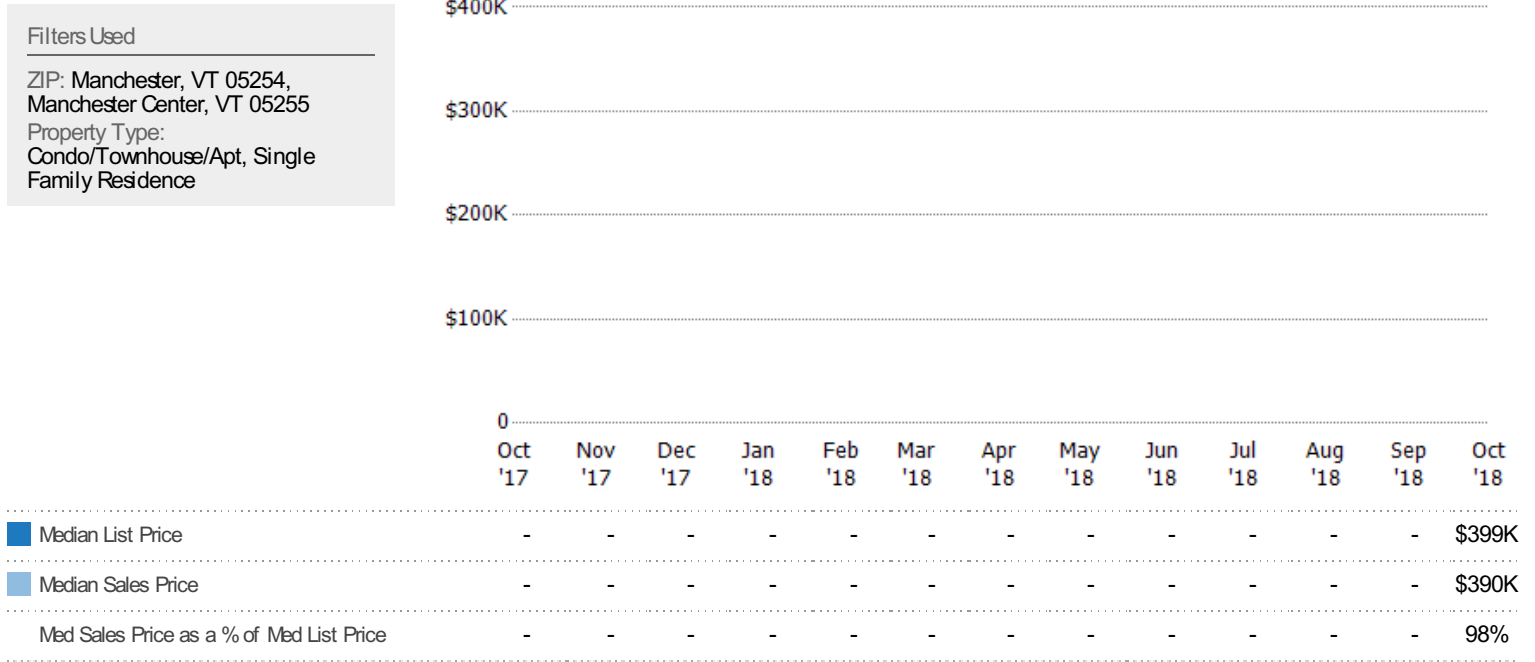 Filters Used
ZIP: Manchester, VT 05254,
Manchester Center, VT 05255
Property Type:
Condo/Townhouse/Apt, Single
Family Residence
$400K
$300K
$200K
$100K
0
Oct Nov Dec Jan Feb Mar Apr May Jun Jul Aug Sep Oct
'17 '17 '17 '18 '18 '18 '18 '18 '18 '18 '18 '18 '18
Median List Price - - - - - - - - - - - - $399K
Median Sales Price - - - - - - - - - - - - $390K
Med Sales Price as a % of Med List Price - - - - - - - - - - - - 98%